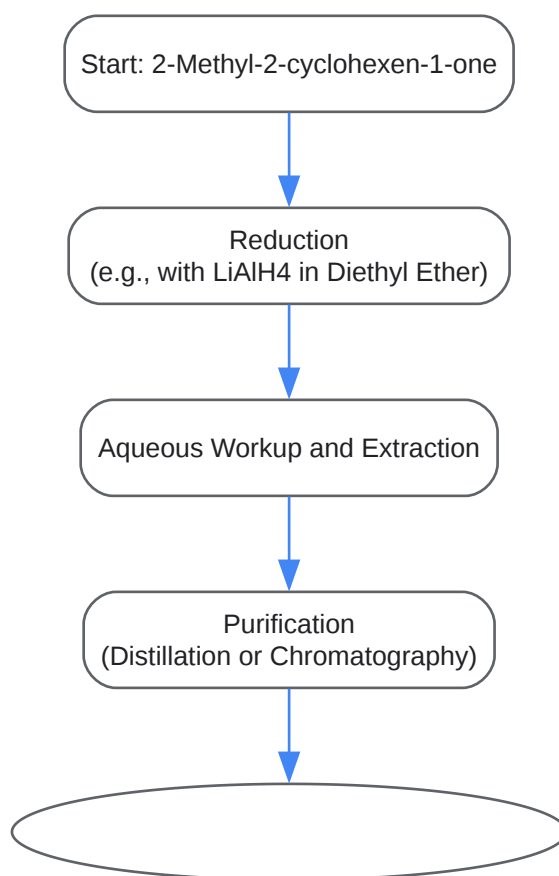 Start: 2-Methyl-2-cyclohexen-1-one
Reduction
(e.g., with LiAlH4 in Diethyl Ether)
Aqueous Workup and Extraction
Purification
(Distillation or Chromatography)